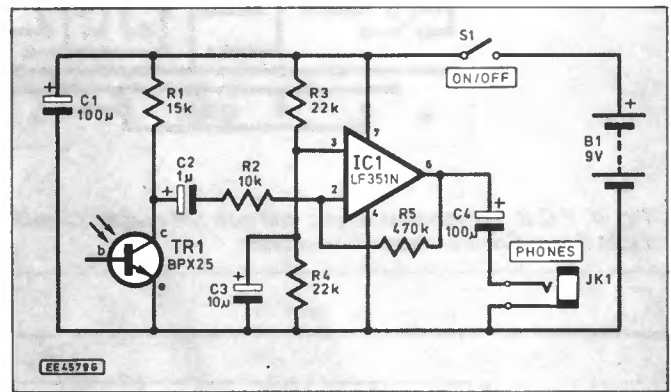 S1
ON/OFF
C1
100µ
R1
15k
R3
22k
B1
9V
C2
1µ
R2
10k
3
2
7
6
4
IC1
LF351N
R5
470k
C4
100µ
c
b
e
TR1
BPX25
C3
10µ
R4
22k
PHONES
JK1
EE4579G